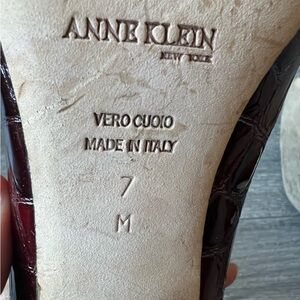 ANNE KLEIN
NEW YORK
VERO CUOIO
MADE IN ITALY
7
M